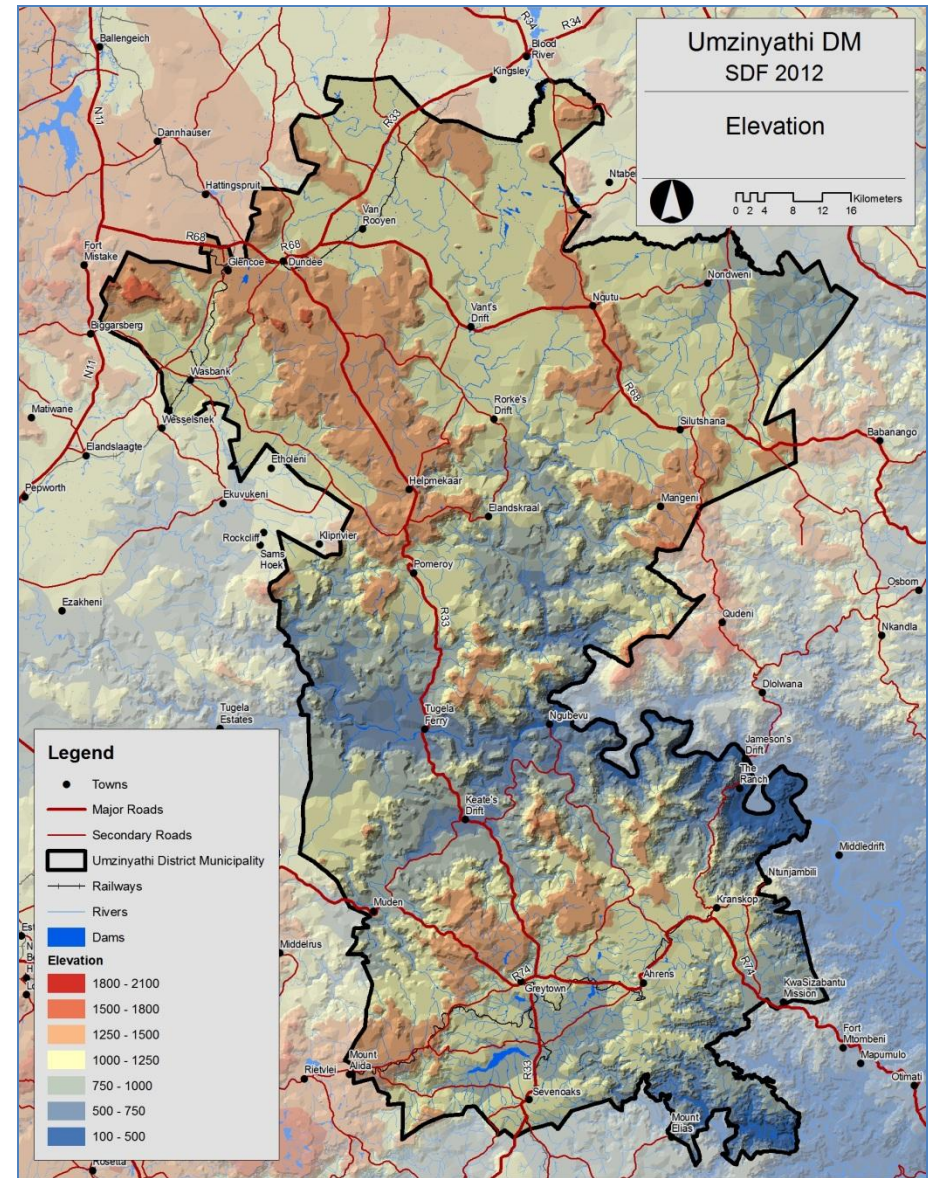 Umzinyathi DM
SDF 2012
Elevation
Kilometers
0 2 4 8 12 16
R34
R34
Ballengeich
Blood
River
Kingsley
N11
R33
Dannhauser
Hattingspruit
Van
Rooyen
R68
R68
Fort
Mistake
Glencoe
Dundee
Nondweni
Nqutu
Vant's
Drift
Biggarsberg
N11
Wasbank
R68
Matiwane
Wesselsnek
Rorke's
Drift
Silutshana
Babanango
Elandslaagte
Etholeni
Pepworth
Ekuvukeni
Helpmekaar
Elandskraal
Mangeni
Rockcliff
Sams
Hoek
Kliprivier
Pomeroy
Osborn
Ezakheni
R33
Qudeni
Nkandla
Dlolwana
Tugela
Estates
Tugela
Ferry
Ngubevu
Jameson's
Drift
The
Ranch
Keate's
Drift
Middledrift
Ntunjambili
Muden
Kranskop
Middelrus
R74
Greytown
Ahrens
R74
KwaSizabantu
Mission
Fort
Mtombeni
Mapumulo
Otimati
Rietvlei
Mount
Alida
R33
Sevenoaks
Mount
Elias
Rosetta
Legend
Towns
Major Roads
Secondary Roads
Umzinyathi District Municipality
Railways
Rivers
Dams
Elevation
1800 - 2100
1500 - 1800
1250 - 1500
1000 - 1250
750 - 1000
500 - 750
100 - 500